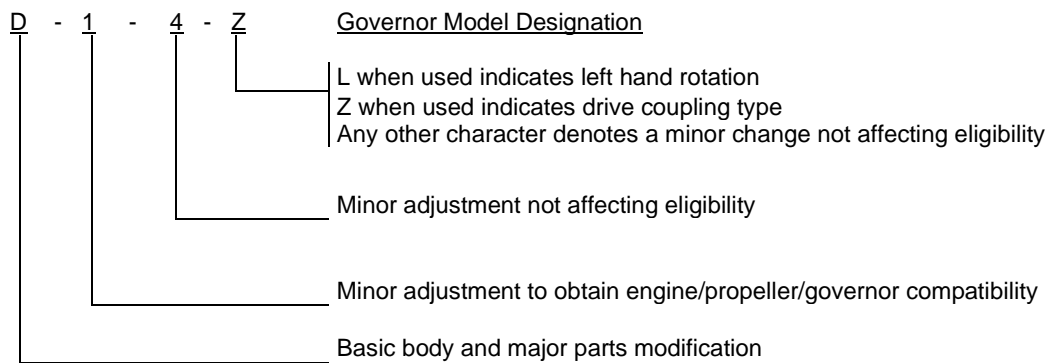 D - 1 - 4 - Z Governor Model Designation
L when used indicates left hand rotation
Z when used indicates drive coupling type
Any other character denotes a minor change not affecting eligibility
Minor adjustment not affecting eligibility
Minor adjustment to obtain engine/propeller/governor compatibility
Basic body and major parts modification